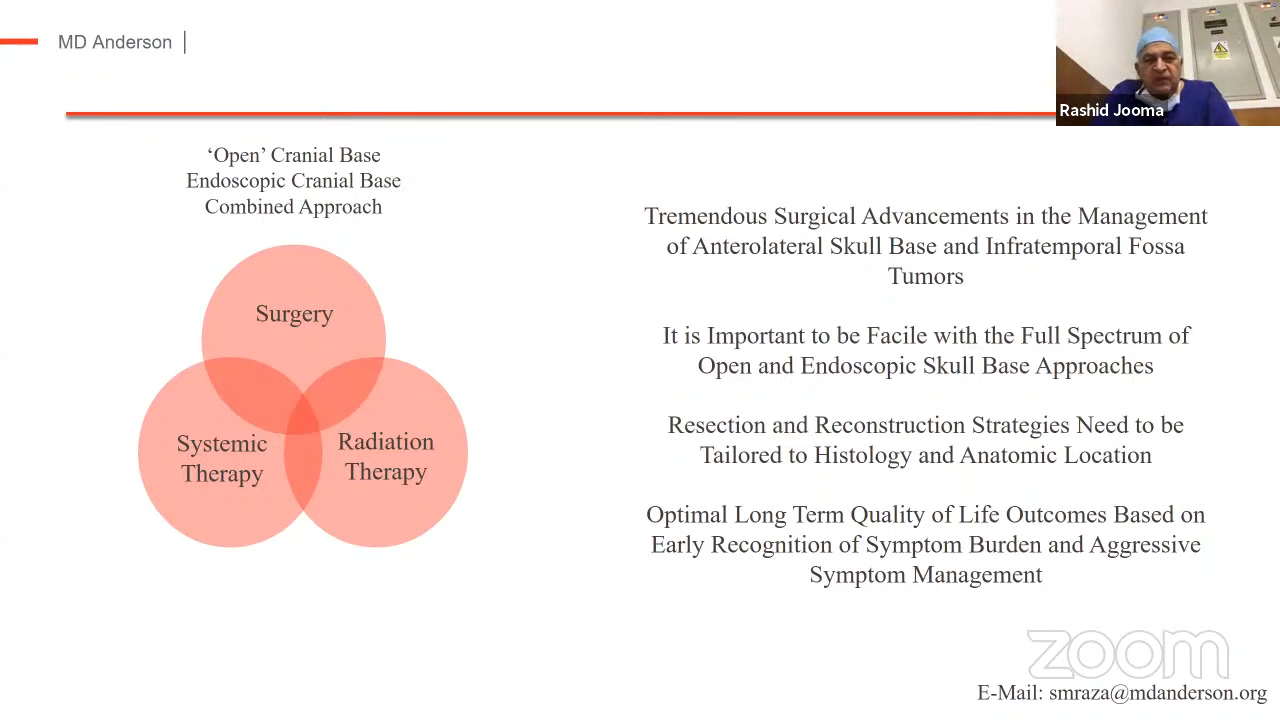 MD Anderson
Rashid Jooma
'Open' Cranial Base
Endoscopic Cranial Base
Combined Approach
Surgery
Systemic
Therapy
Radiation
Therapy
Tremendous Surgical Advancements in the Management
of Anterolateral Skull Base and Infratemporal Fossa
Tumors
It is Important to be Facile with the Full Spectrum of
Open and Endoscopic Skull Base Approaches
Resection and Reconstruction Strategies Need to be
Tailored to Histology and Anatomic Location
Optimal Long Term Quality of Life Outcomes Based on
Early Recognition of Symptom Burden and Aggressive
Symptom Management
zoom
E-Mail: smraza@mdanderson.org